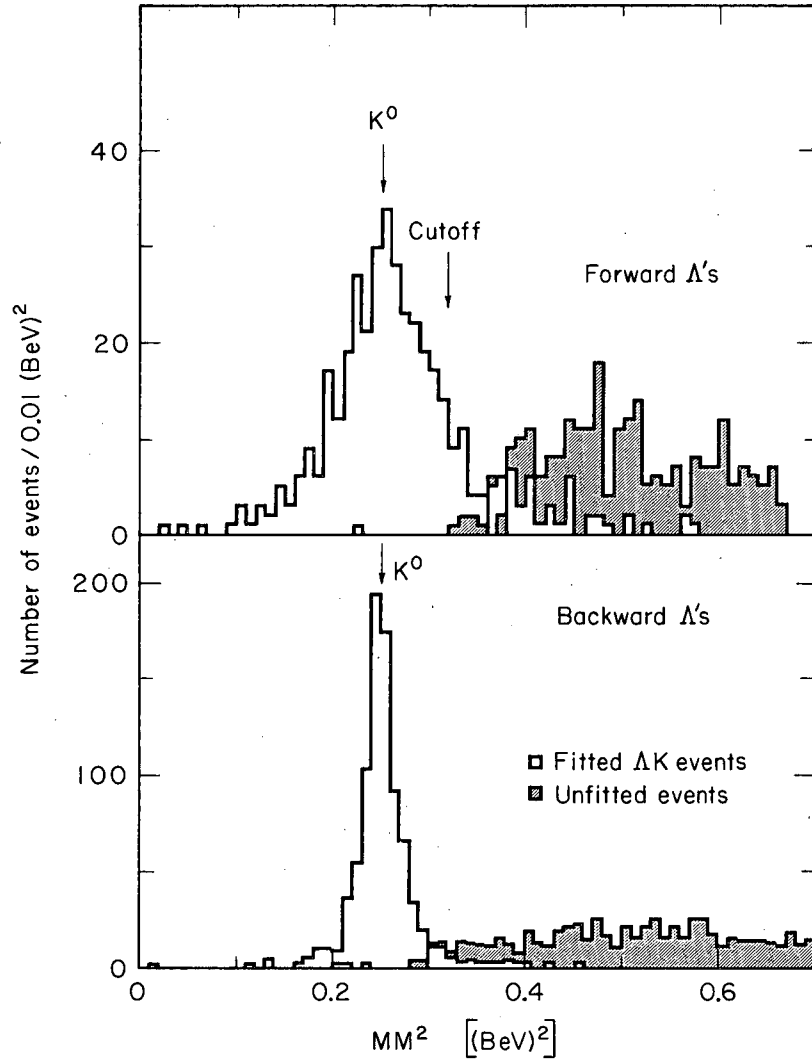 Number of events / 0.01 (BeV)²
40
20
0
K⁰
Cutoff
Forward Λ's
200
100
0
K⁰
Backward Λ's
Fitted ΛK events
Unfitted events
0
0.2
0.4
0.6
MM² [(BeV)²]